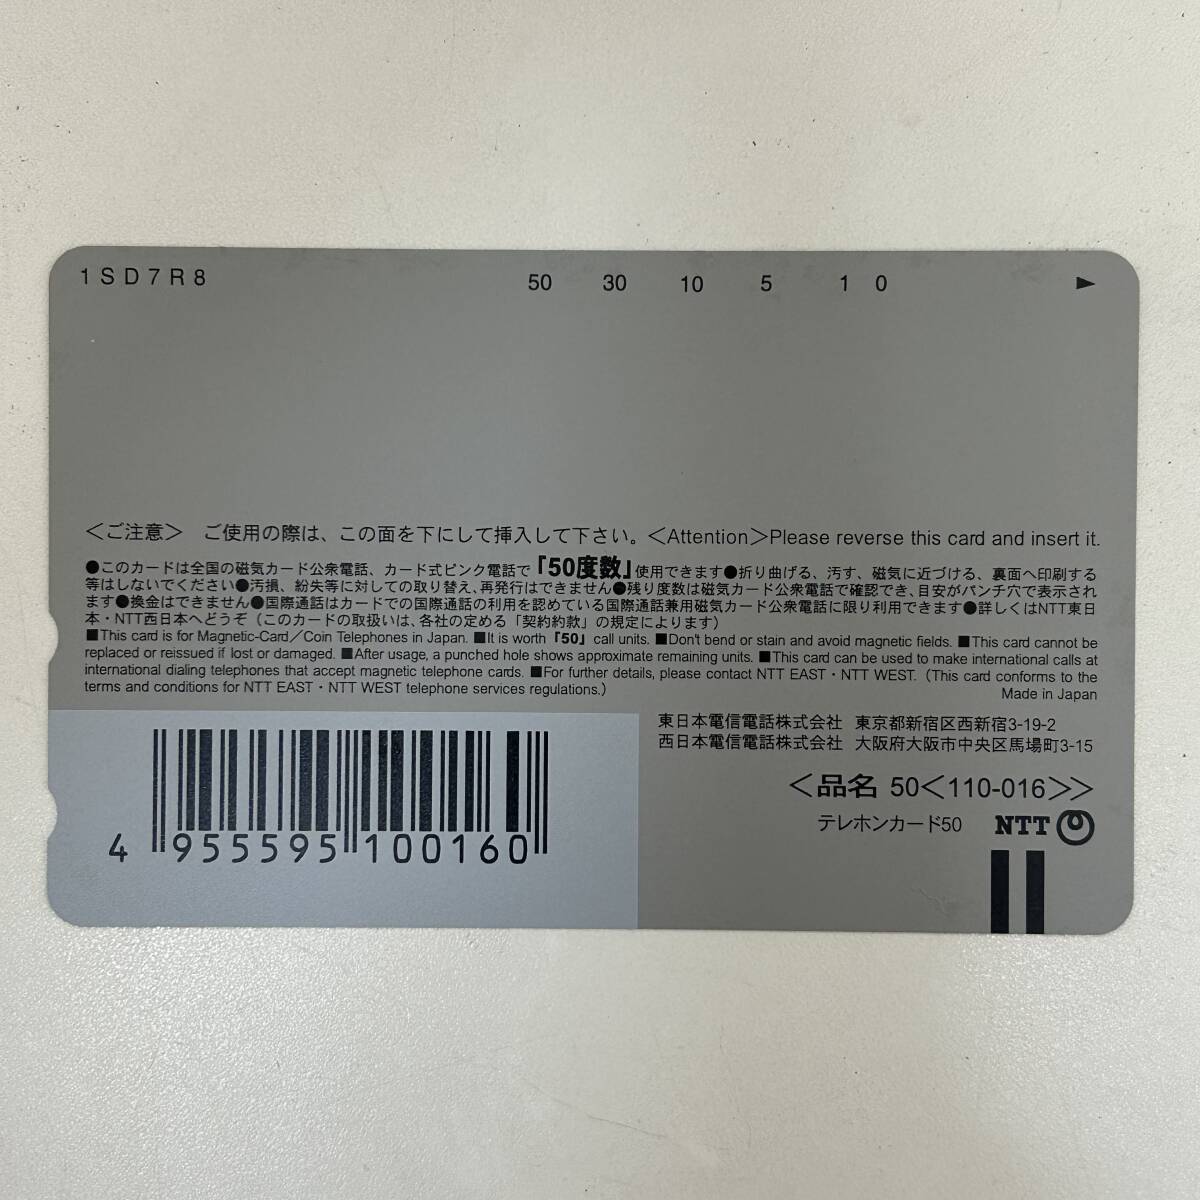 1SD7R8
50 30 10 5 1 0 ►
＜ご注意＞ ご使用の際は、この面を下にして挿入して下さい。＜Attention＞Please reverse this card and insert it.
●このカードは全国の磁気カード公衆電話、カード式ピンク電話で「50度数」使用できます●折り曲げる、汚す、磁気に近づける、裏面へ印刷する
等はしないでください●汚損、紛失等に対しての取り替え、再発行はできません●残り度数は磁気カード公衆電話で確認でき、目安がパンチ穴で表示され
ます●換金はできません●国際通話はカードでの国際通話の利用を認めている国際通話兼用磁気カード公衆電話に限り利用できます●詳しくはNTT東日
本・NTT西日本へどうぞ（このカードの取扱いは、各社の定める「契約約款」の規定によります）
■This card is for Magnetic-Card／Coin Telephones in Japan. ■It is worth「50」call units. ■Don't bend or stain and avoid magnetic fields. ■This card cannot be
replaced or reissued if lost or damaged. ■After usage, a punched hole shows approximate remaining units. ■This card can be used to make international calls at
international dialing telephones that accept magnetic telephone cards. ■For further details, please contact NTT EAST・NTT WEST.（This card conforms to the
terms and conditions for NTT EAST・NTT WEST telephone services regulations.）
Made in Japan
東日本電信電話株式会社 東京都新宿区西新宿3-19-2
西日本電信電話株式会社 大阪府大阪市中央区馬場町3-15
＜品名 50＜110-016＞＞
テレホンカード50 NTT
4 955595 100160